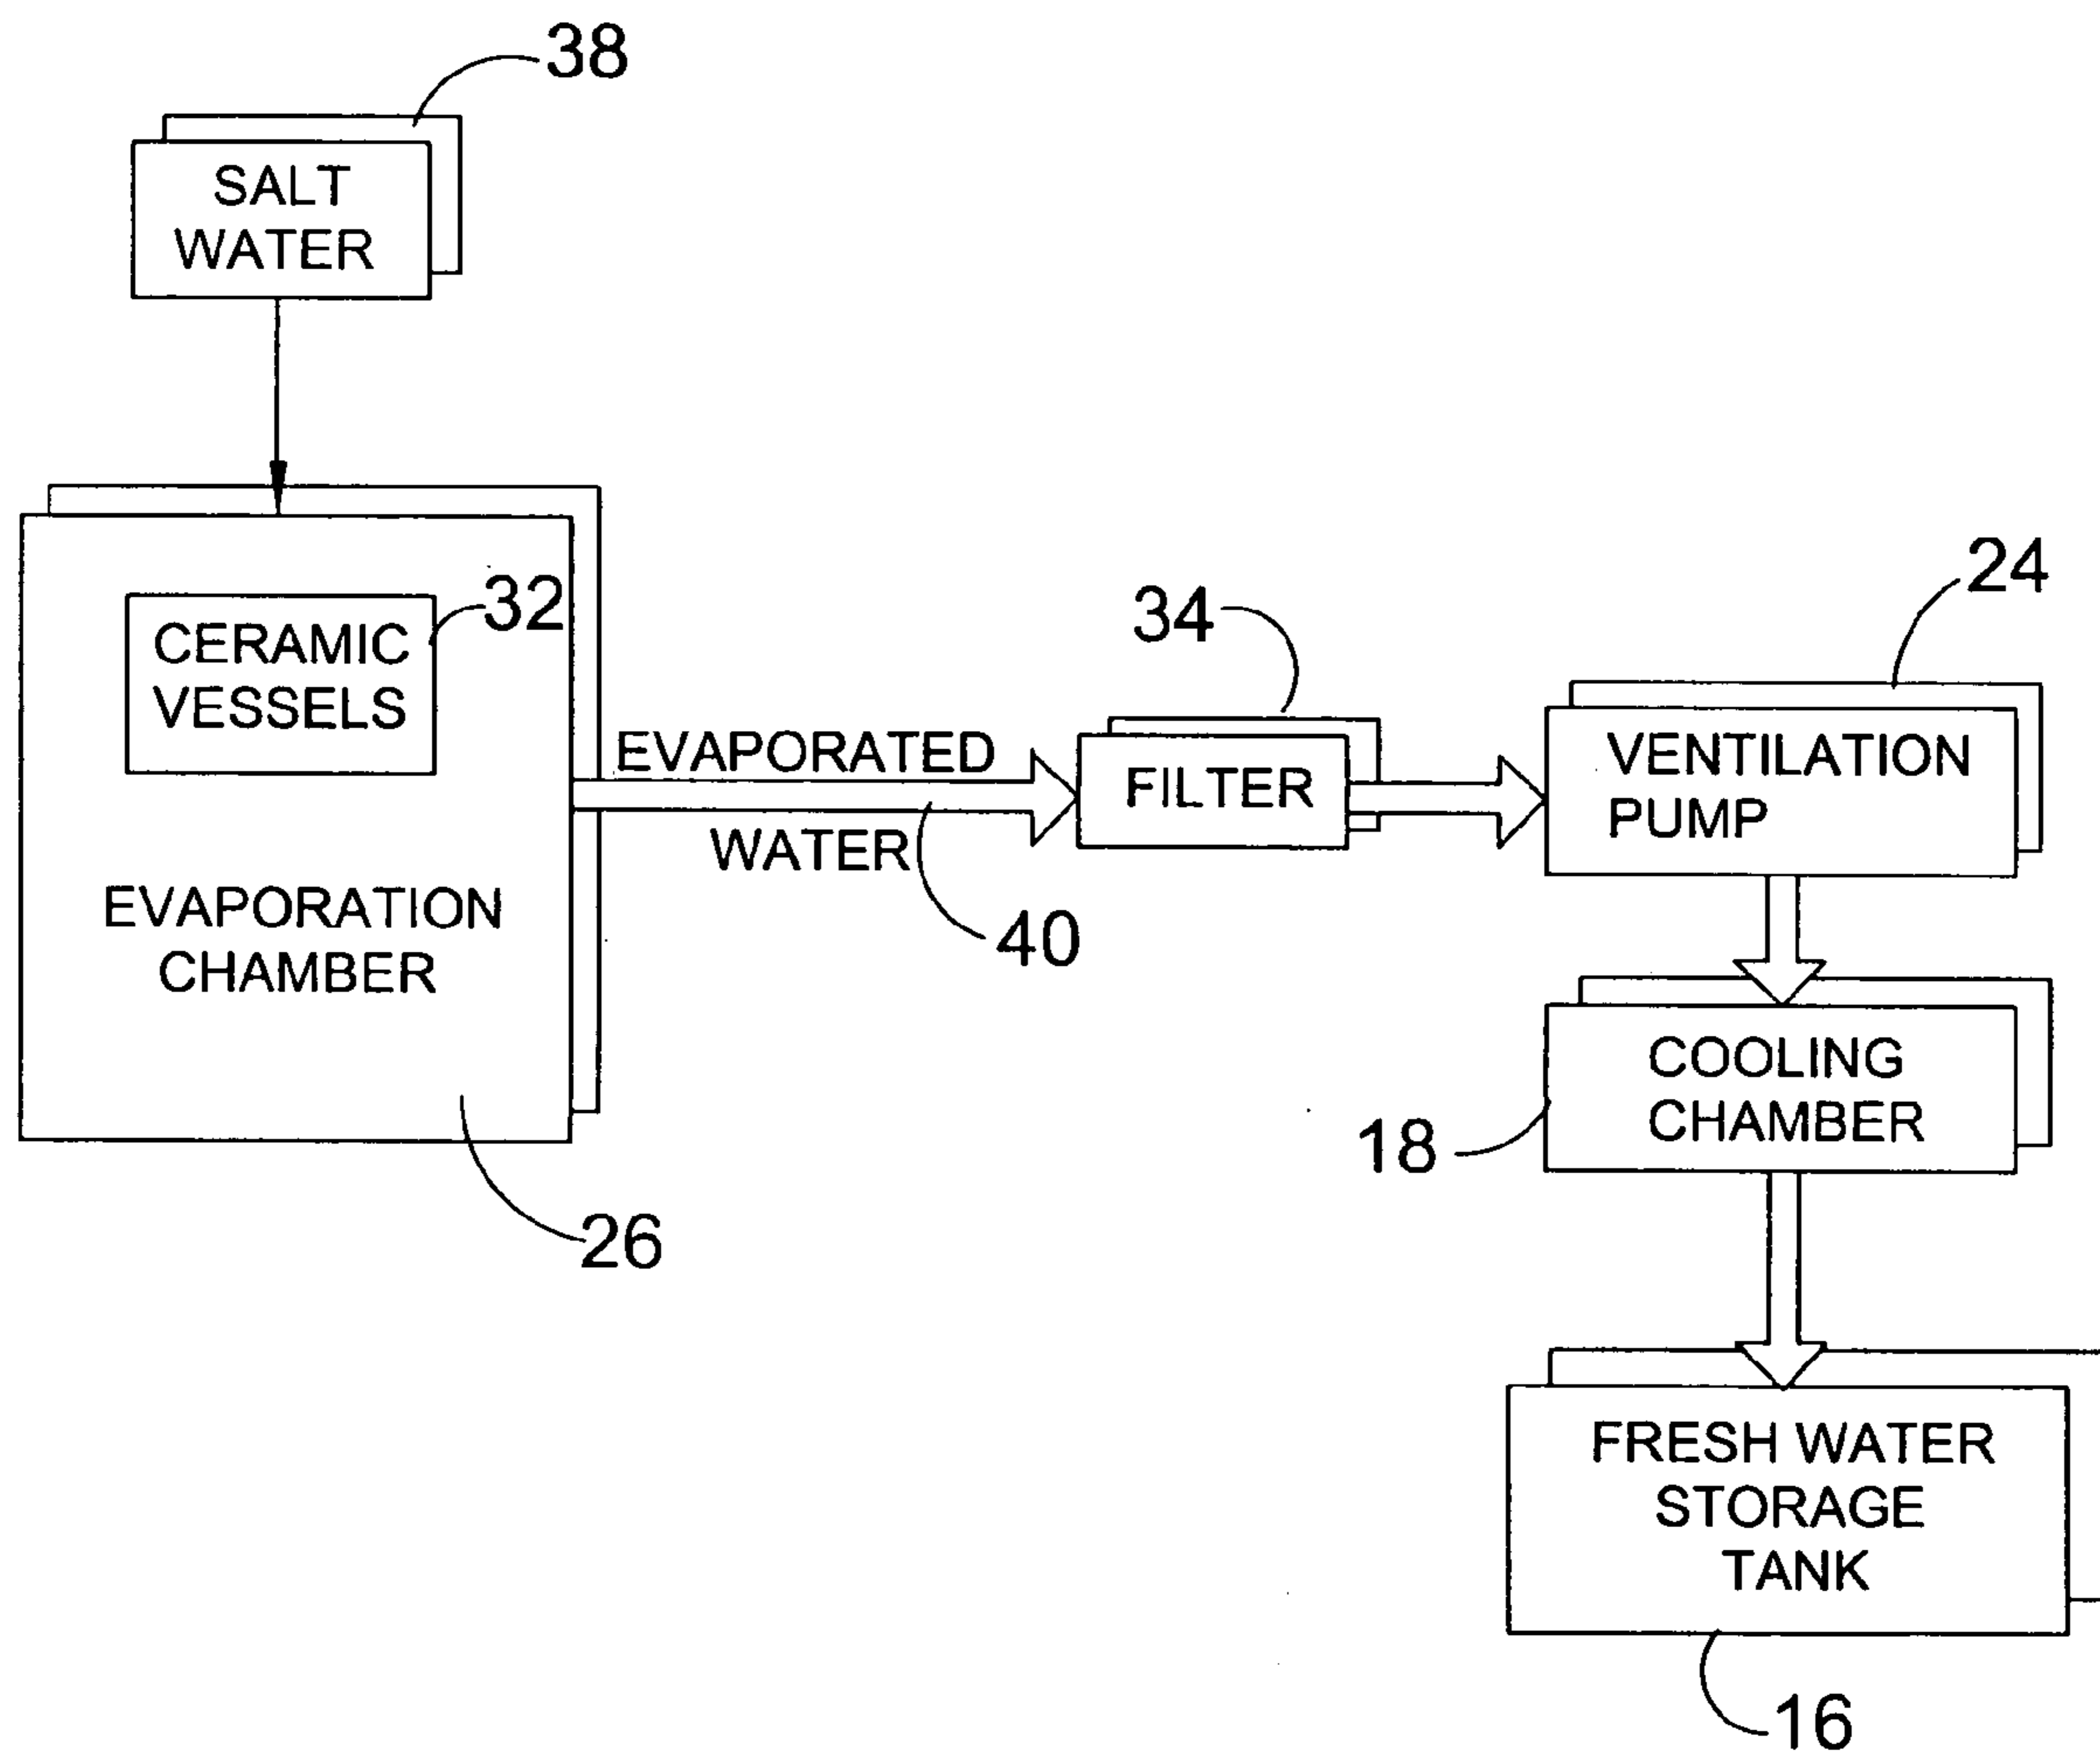 38
SALT
WATER
32
CERAMIC
VESSELS
EVAPORATION
CHAMBER
26
EVAPORATED
WATER
40
34
FILTER
24
VENTILATION
PUMP
COOLING
CHAMBER
18
FRESH WATER
STORAGE
TANK
16